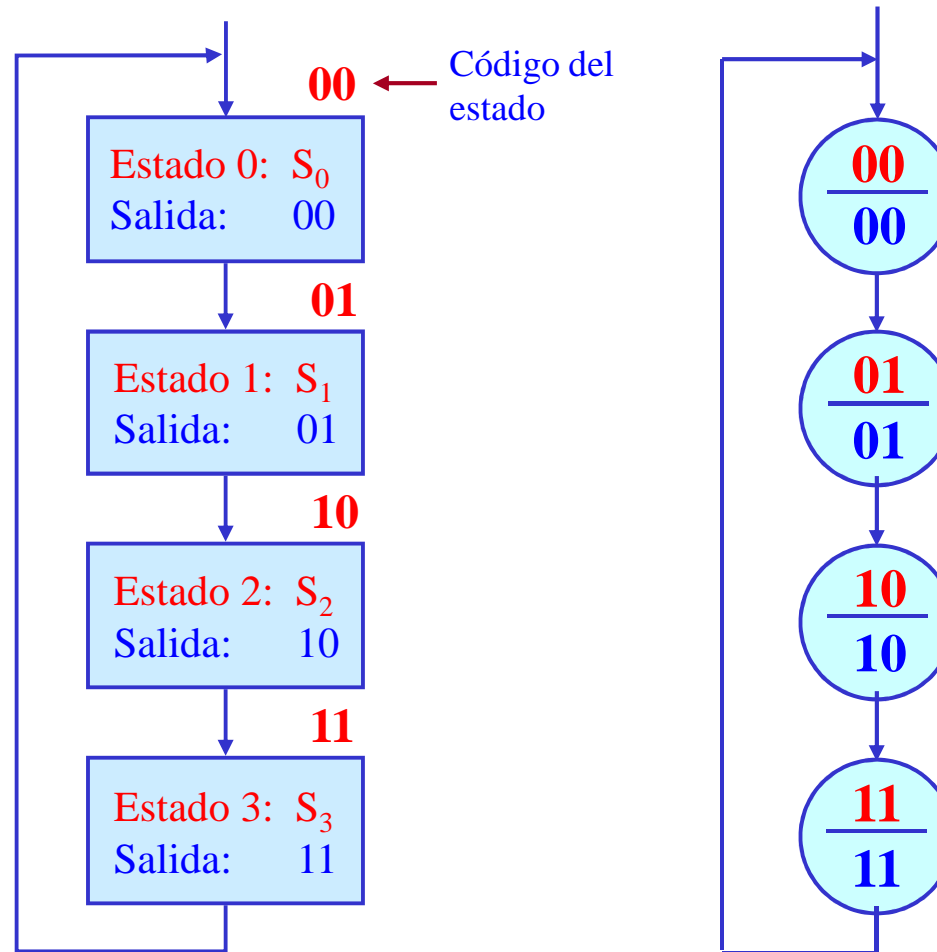 00
Código del
estado
Estado 0: S₀
Salida: 00
01
Estado 1: S₁
Salida: 01
10
Estado 2: S₂
Salida: 10
11
Estado 3: S₃
Salida: 11
00
00
01
01
10
10
11
11